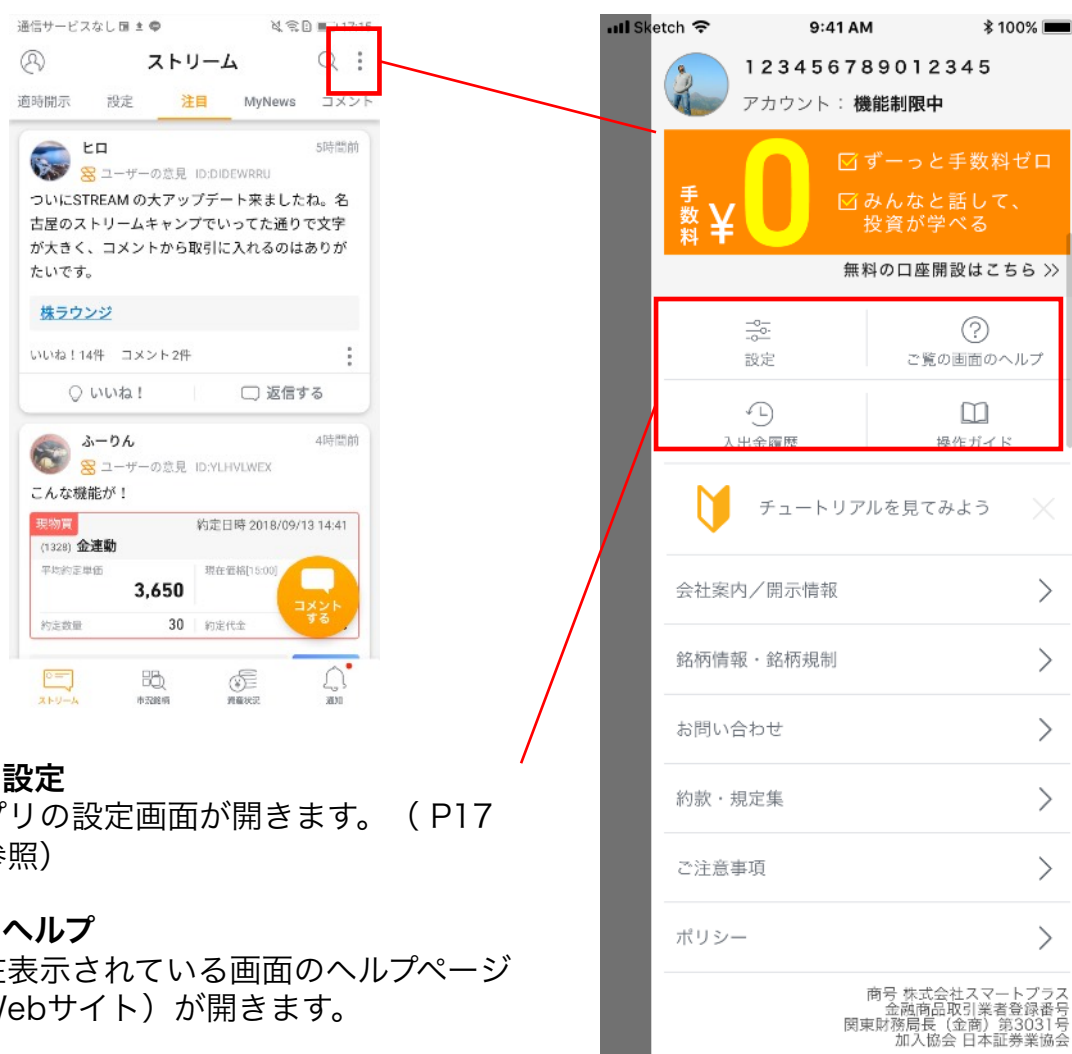 通信サービスなし
17:15
ストリーム
適時開示 設定 注目 MyNews コメント
ヒロ 5時間前
ユーザーの意見 ID:DIDEWRRU
ついにSTREAMの大アップデート来ましたね。名
古屋のストリームキャンプでいってた通りで文字
が大きく、コメントから取引に入れるのはありが
たいです。
株ラウンジ
いいね！14件 コメント2件
いいね！ 返信する
ふーりん 4時間前
ユーザーの意見 ID:YLHVLWEX
こんな機能が！
現物買 約定日時 2018/09/13 14:41
(1328) 金連動
平均約定単価 現在価格[15:00]
3,650
コメント
する
約定数量 30 約定代金
ストリーム 市況銘柄 資産状況 通知
設定
プリの設定画面が開きます。（ P17
参照）
ヘルプ
在表示されている画面のヘルプページ
Webサイト）が開きます。
Sketch 9:41 AM 100%
123456789012345
アカウント： 機能制限中
手数料 ¥0
ずーっと手数料ゼロ
みんなと話して、
投資が学べる
無料の口座開設はこちら
設定 ご覧の画面のヘルプ
入出金履歴 操作ガイド
チュートリアルを見てみよう
会社案内／開示情報
銘柄情報・銘柄規制
お問い合わせ
約款・規定集
ご注意事項
ポリシー
商号 株式会社スマートプラス
金融商品取引業者登録番号
関東財務局長（金商）第3031号
加入協会 日本証券業協会